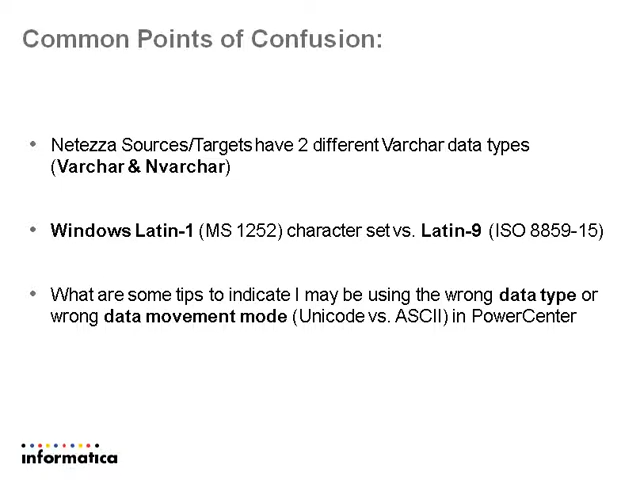 Common Points of Confusion:
• Netezza Sources/Targets have 2 different Varchar data types
(Varchar & Nvarchar)
• Windows Latin-1 (MS 1252) character set vs. Latin-9 (ISO 8859-15)
• What are some tips to indicate I may be using the wrong data type or
wrong data movement mode (Unicode vs. ASCII) in PowerCenter
informatica